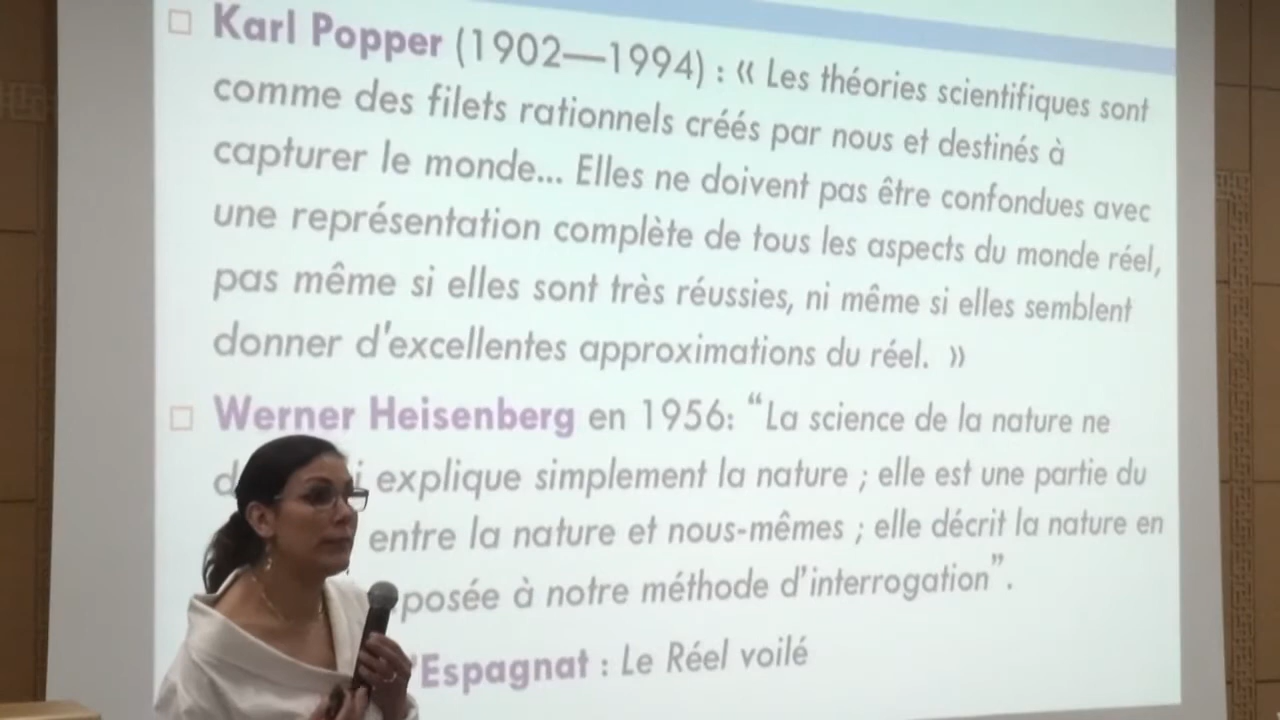 Karl Popper (1902—1994) : « Les théories scientifiques sont
comme des filets rationnels créés par nous et destinés à
capturer le monde... Elles ne doivent pas être confondues avec
une représentation complète de tous les aspects du monde réel,
pas même si elles sont très réussies, ni même si elles semblent
donner d'excellentes approximations du réel. »
Werner Heisenberg en 1956: “La science de la nature ne
explique simplement la nature ; elle est une partie du
entre la nature et nous-mêmes ; elle décrit la nature en
posée à notre méthode d'interrogation”.
'Espagnat : Le Réel voilé